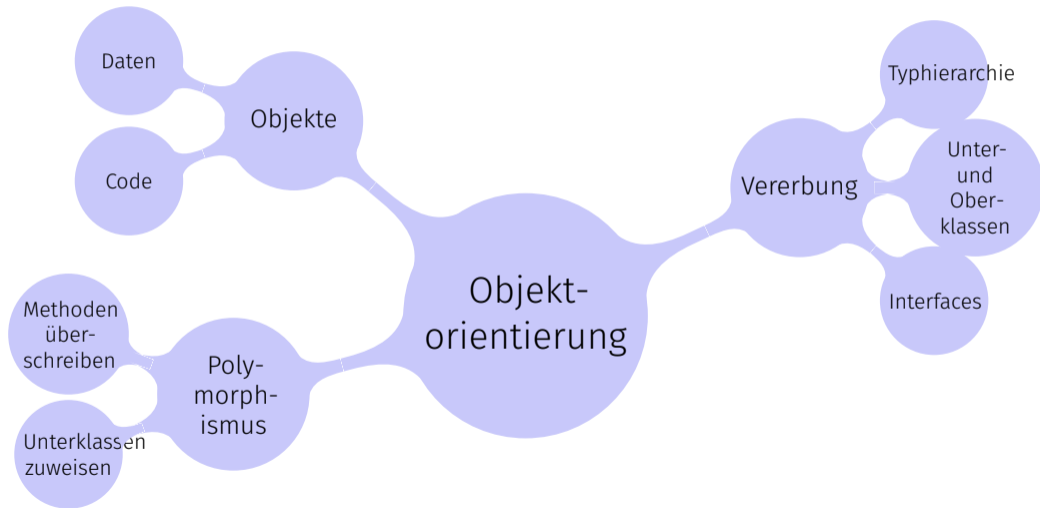 Daten
Code
Objekte
Methoden
über-
schreiben
Unterklassen
zuweisen
Poly-
morph-
ismus
Objekt-
orientierung
Vererbung
Typhierarchie
Unter-
und
Ober-
klassen
Interfaces